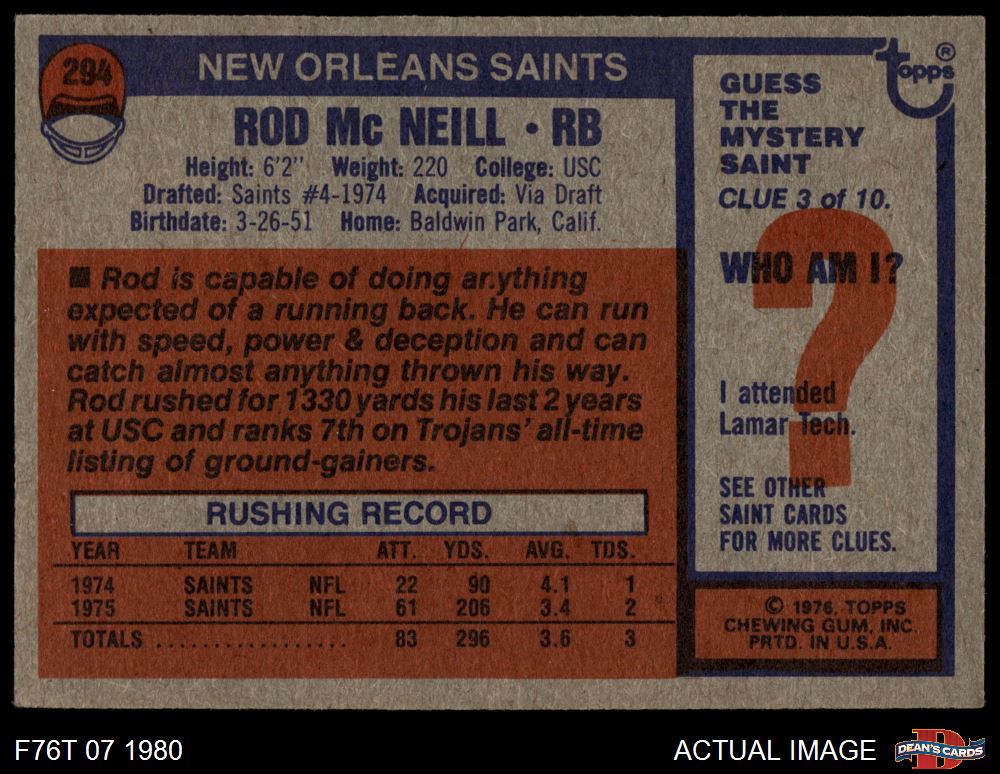 294
NEW ORLEANS SAINTS
ROD Mc NEILL • RB
Height: 6'2" Weight: 220 College: USC
Drafted: Saints #4-1974 Acquired: Via Draft
Birthdate: 3-26-51 Home: Baldwin Park, Calif.
■ Rod is capable of doing ar.ything
expected of a running back. He can run
with speed, power & deception and can
catch almost anything thrown his way.
Rod rushed for 1330 yards his last 2 years
at USC and ranks 7th on Trojans' all-time
listing of ground-gainers.
RUSHING RECORD
YEAR TEAM ATT. YDS. AVG. TDS.
1974 SAINTS NFL 22 90 4.1 1
1975 SAINTS NFL 61 206 3.4 2
TOTALS .................. 83 296 3.6 3
topps®
GUESS
THE
MYSTERY
SAINT
CLUE 3 of 10.
WHO AM I?
?
I attended
Lamar Tech.
SEE OTHER
SAINT CARDS
FOR MORE CLUES.
© 1976, TOPPS
CHEWING GUM, INC.
PRTD. IN U.S.A.
F76T 07 1980
ACTUAL IMAGE
D
DEAN'S CARDS